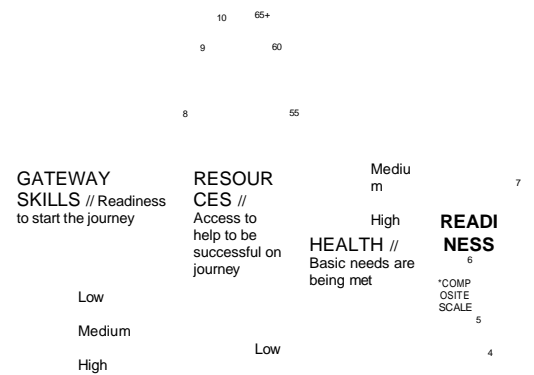 10 65+
9 60
8 55
GATEWAY
SKILLS // Readiness
to start the journey
RESOUR
CES //
Access to
help to be
successful on
journey
Mediu
m
High
HEALTH //
Basic needs are
being met
7
READI
NESS
6
*COMP
OSITE
SCALE
5
4
Low
Medium
High
Low